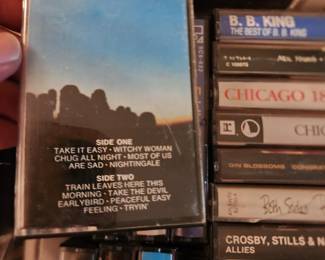 SIDE ONE
TAKE IT EASY · WITCHY WOMAN
CHUG ALL NIGHT · MOST OF US
ARE SAD · NIGHTINGALE
SIDE TWO
TRAIN LEAVES HERE THIS
MORNING · TAKE THE DEVIL
EARLYBIRD · PEACEFUL EASY
FEELING · TRYIN'
B. B. KING
THE BEST OF B. B. KING
CHICAGO 18
CHIC
GIN BLOSSOMS
CROSBY, STILLS & NA
ALLIES